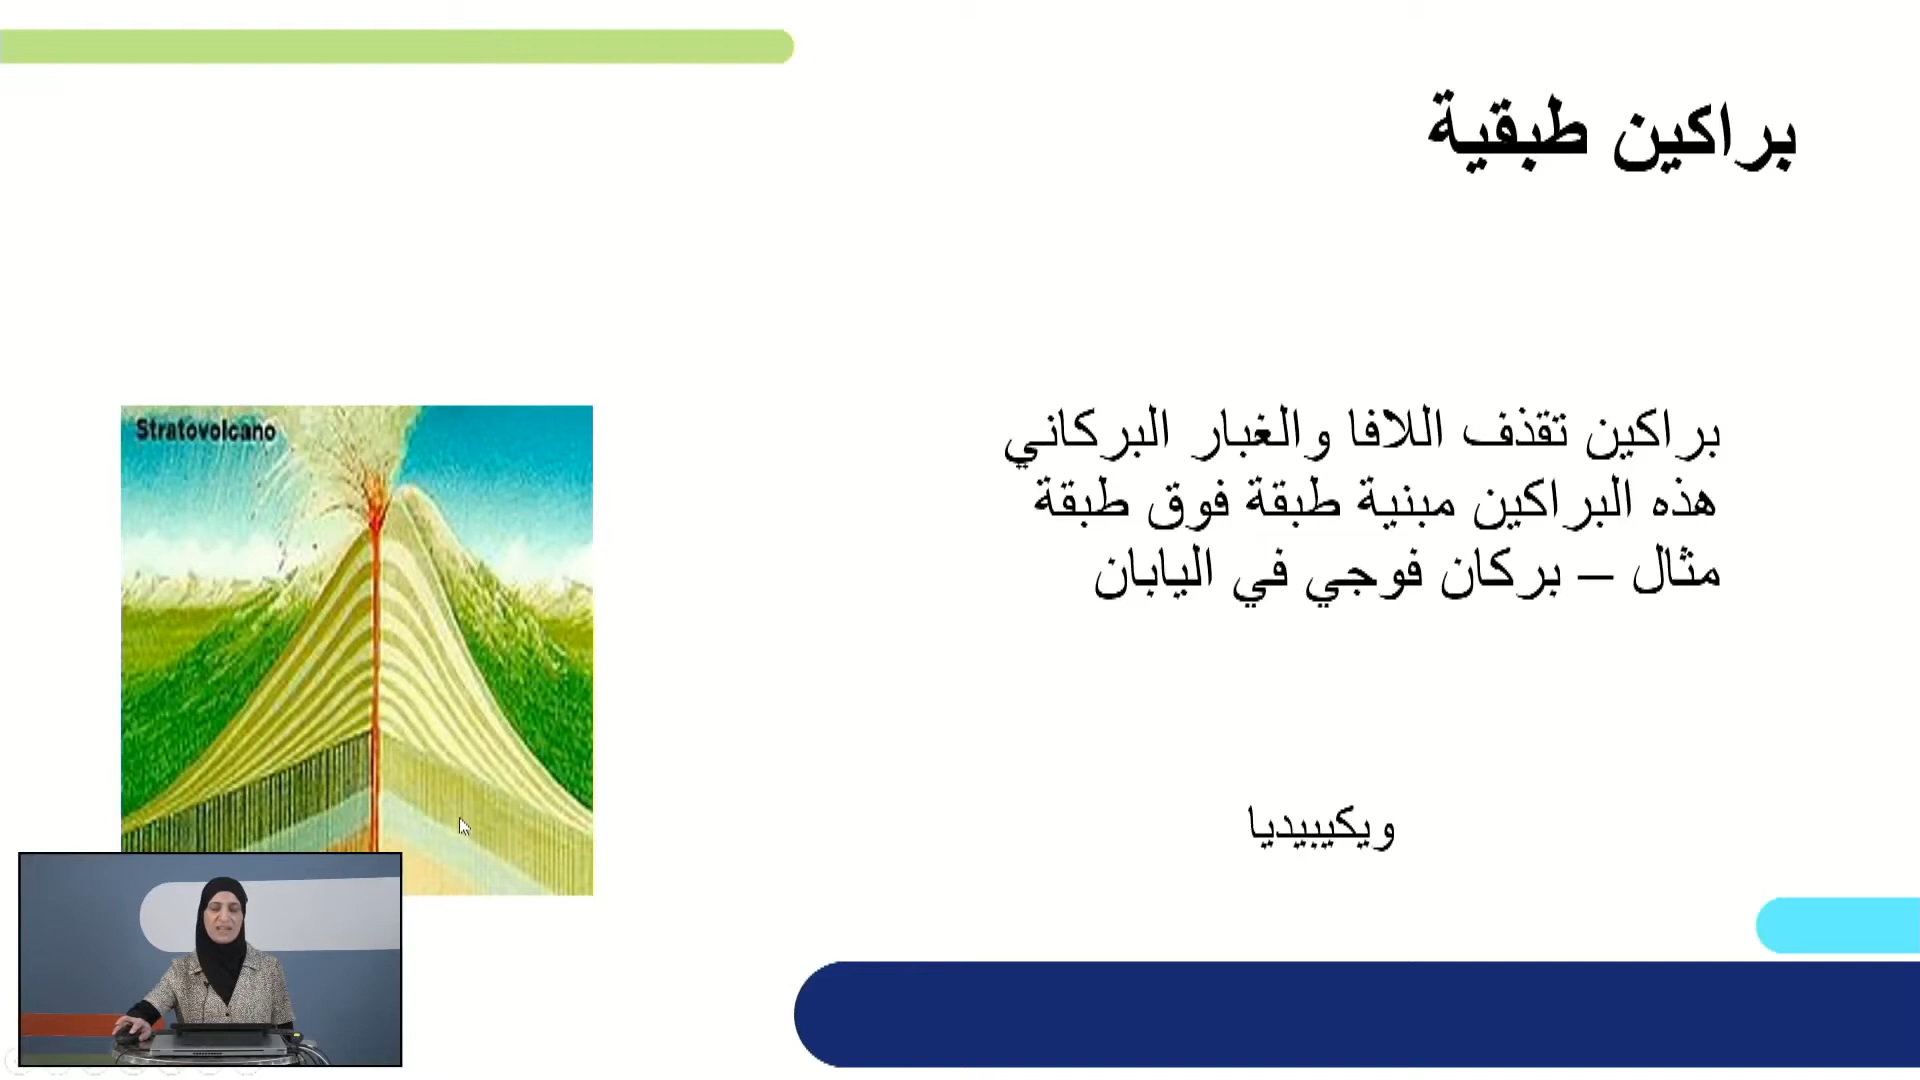 براكين طبقية
براكين تقذف اللافا والغبار البركاني
هذه البراكين مبنية طبقة فوق طبقة
مثال – بركان فوجي في اليابان
Stratovolcano
ويكيبيديا